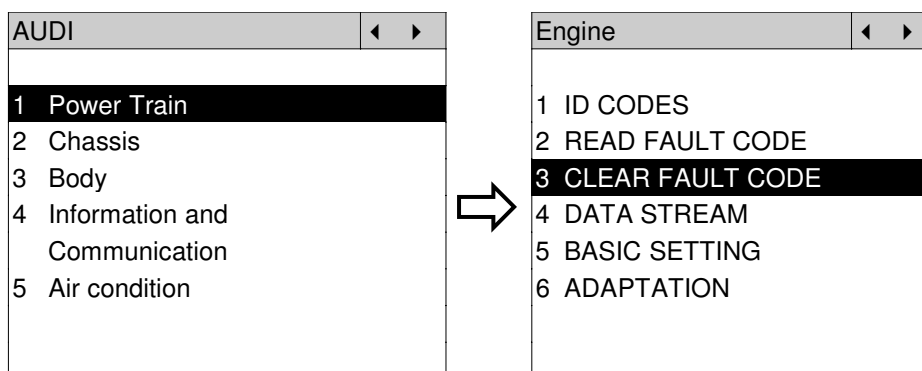 AUDI
1 Power Train
2 Chassis
3 Body
4 Information and
Communication
5 Air condition
Engine
1 ID CODES
2 READ FAULT CODE
3 CLEAR FAULT CODE
4 DATA STREAM
5 BASIC SETTING
6 ADAPTATION